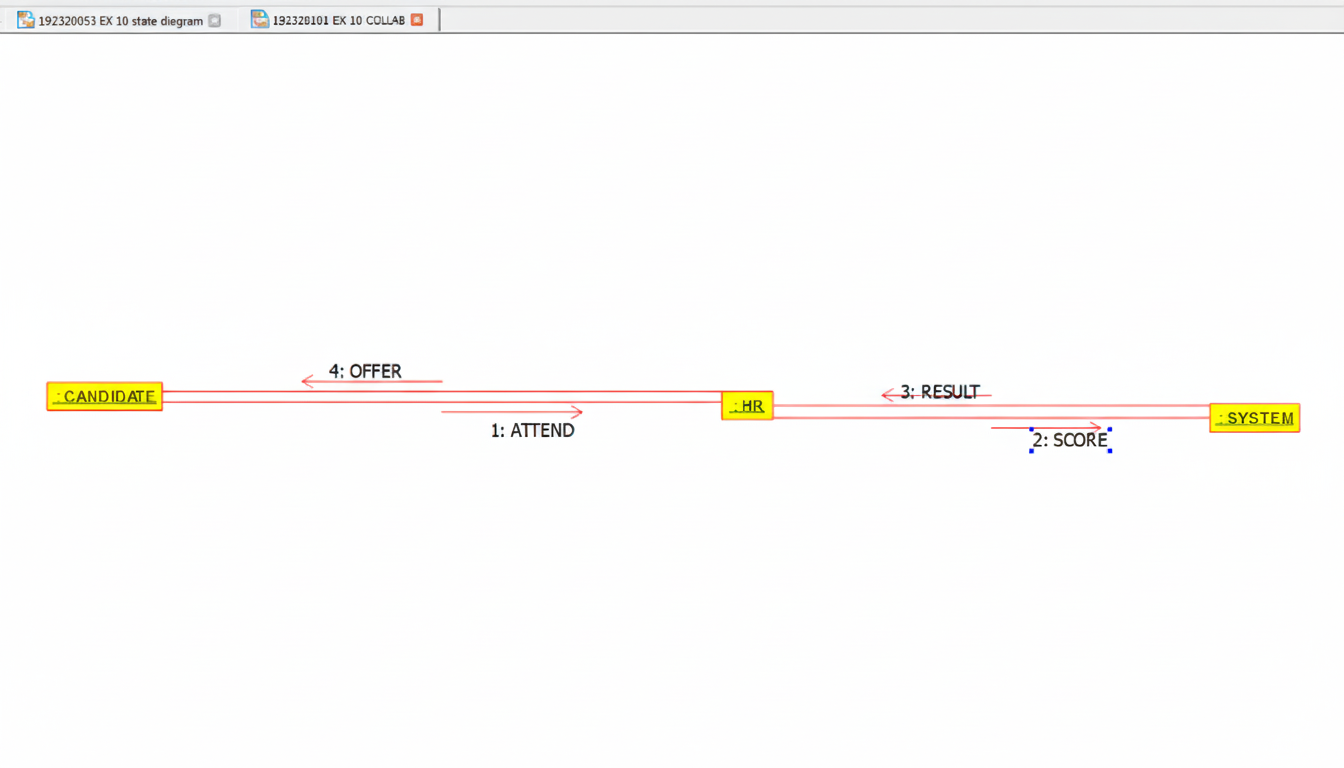 192320053 EX 10 state diegram
192320101 EX 10 COLLAB
4: OFFER
:CANDIDATE
3: RESULT
:HR
:SYSTEM
1: ATTEND
2: SCORE